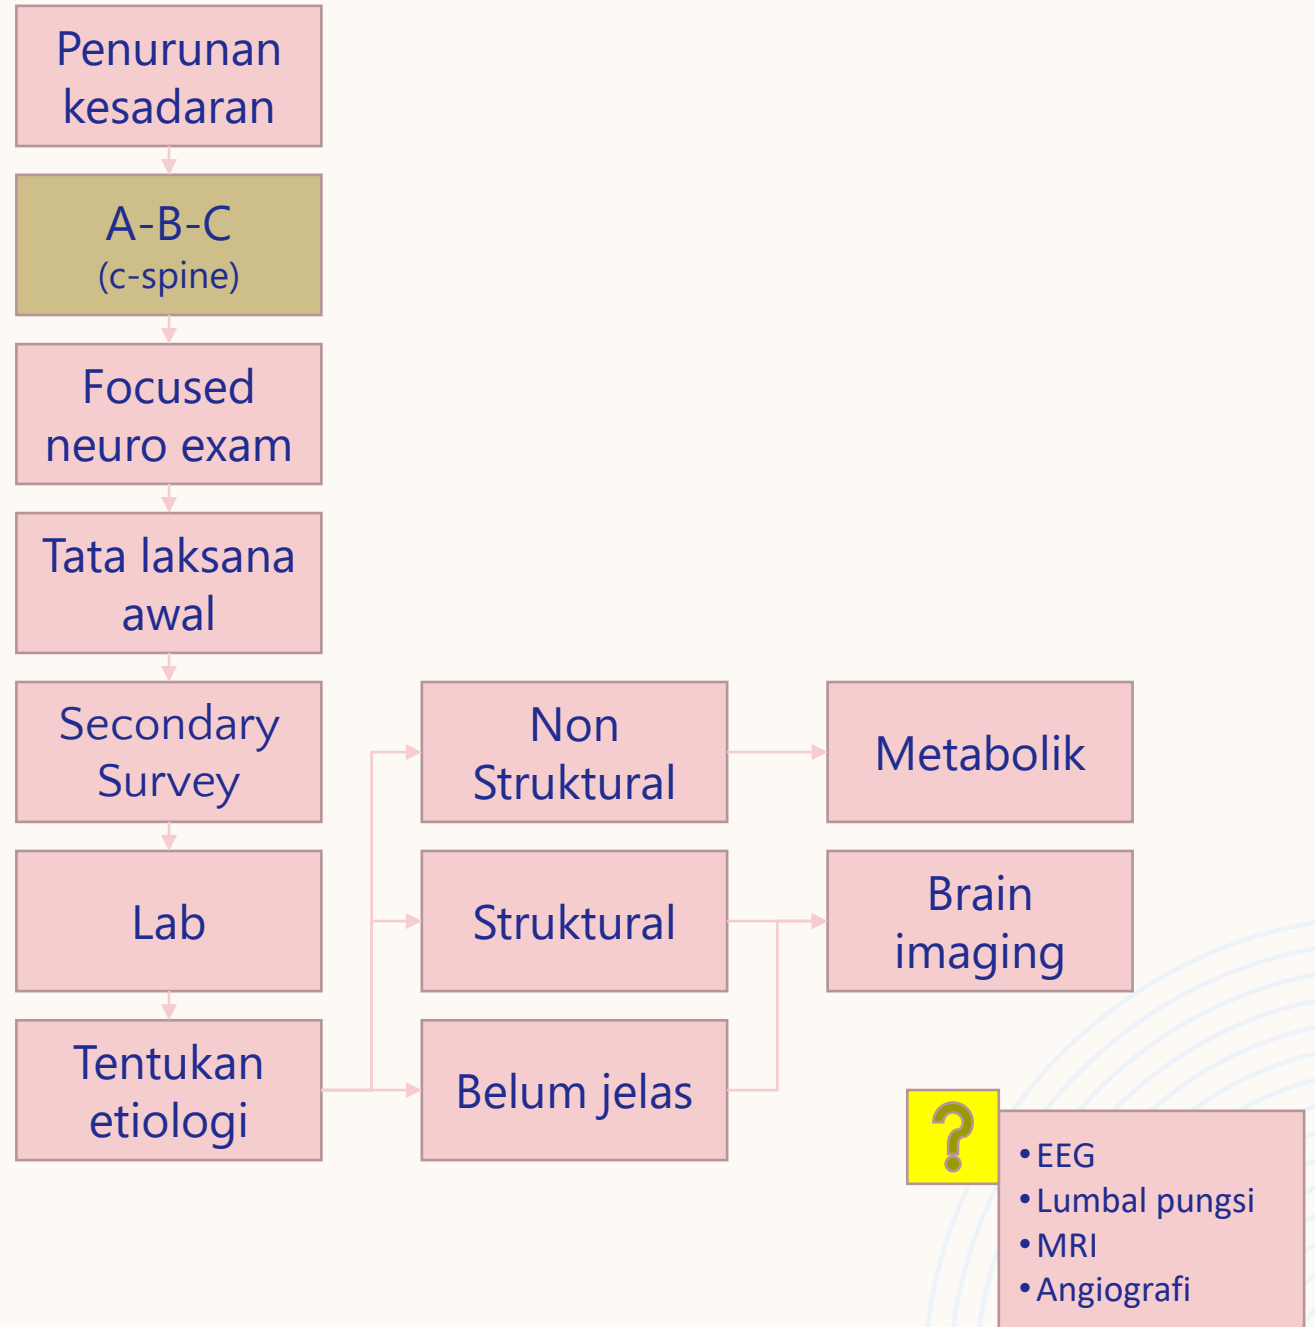 Penurunan
kesadaran
A-B-C
(c-spine)
Focused
neuro exam
Tata laksana
awal
Secondary
Survey
Non
Struktural
Metabolik
Lab
Struktural
Brain
imaging
Tentukan
etiologi
Belum jelas
?
• EEG
• Lumbal pungsi
• MRI
• Angiografi